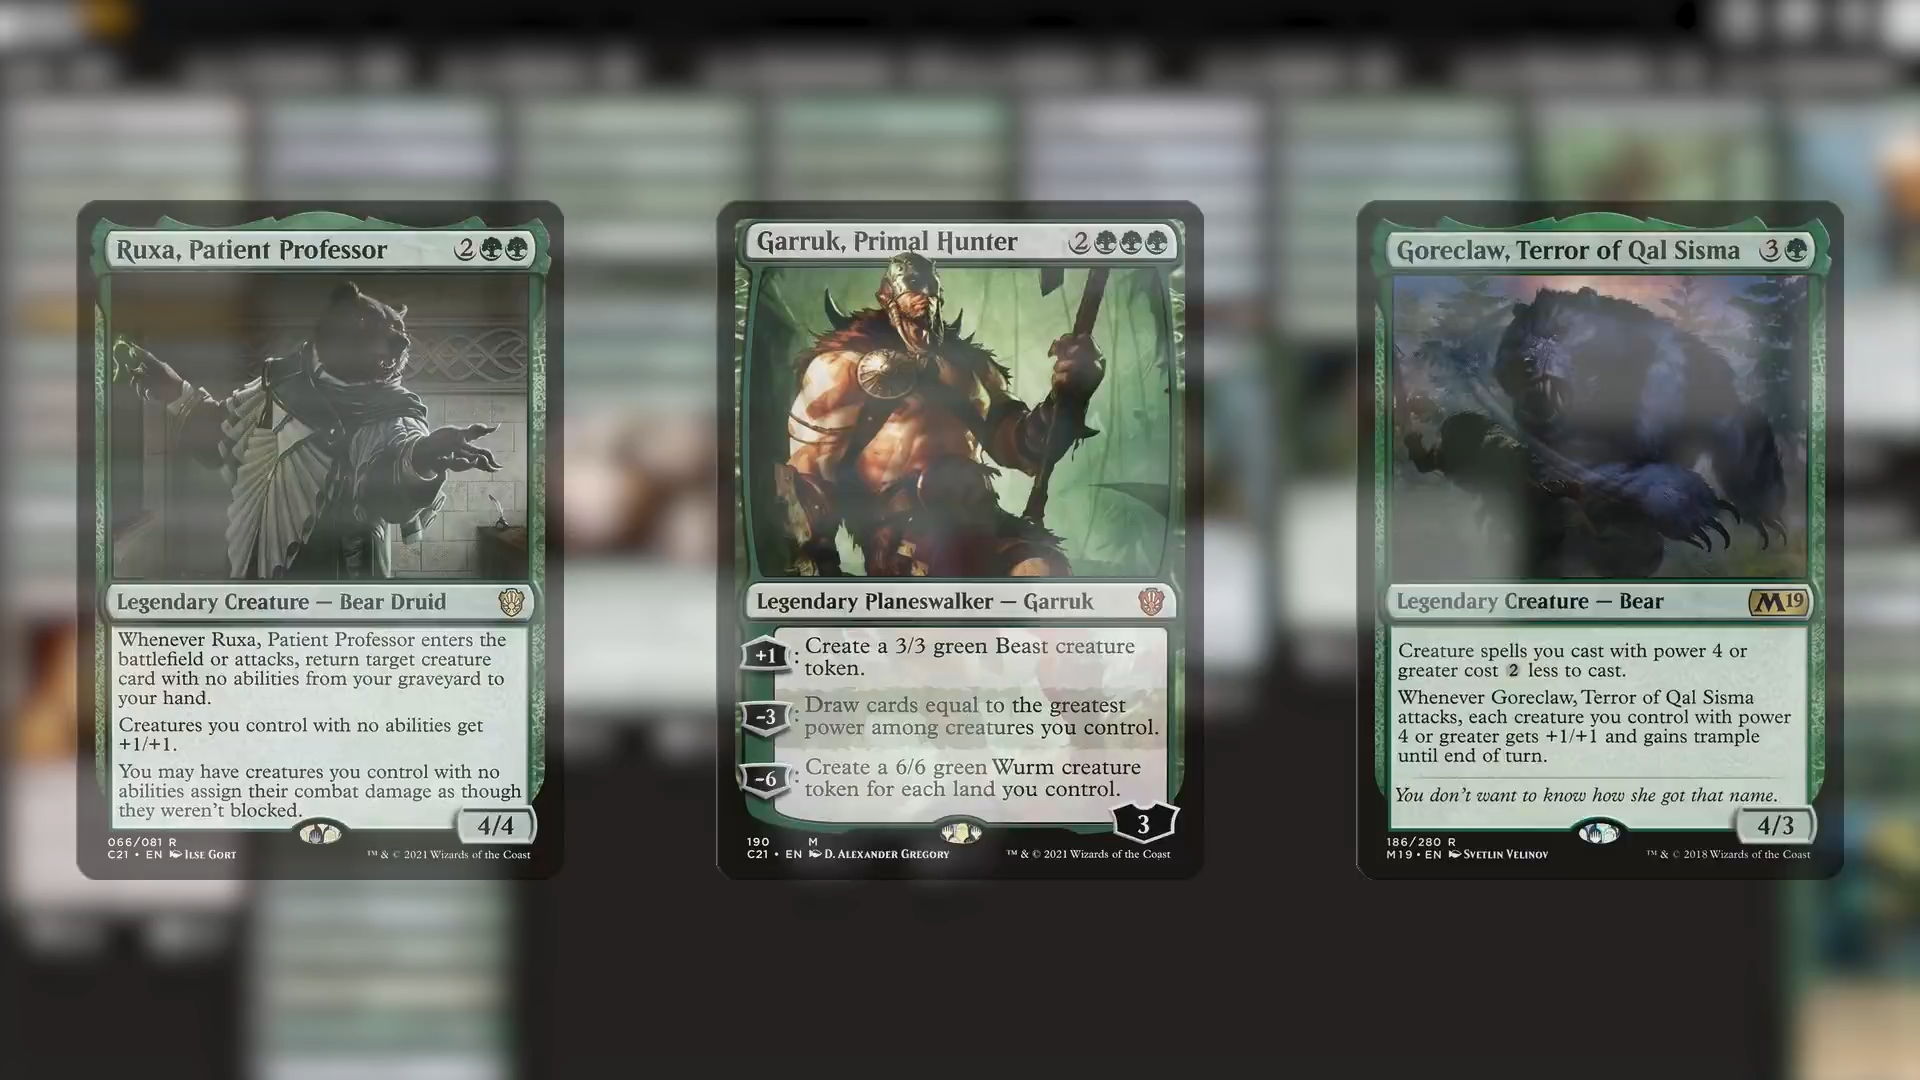 Ruxa, Patient Professor
2
Legendary Creature — Bear Druid
Whenever Ruxa, Patient Professor enters the
battlefield or attacks, return target creature
card with no abilities from your graveyard to
your hand.
Creatures you control with no abilities get
+1/+1.
You may have creatures you control with no
abilities assign their combat damage as though
they weren't blocked.
4/4
066/081 R
C21 • EN ILSE GORT
™ & © 2021 Wizards of the Coast
Garruk, Primal Hunter
2
Legendary Planeswalker — Garruk
+1 : Create a 3/3 green Beast creature
token.
-3 : Draw cards equal to the greatest
power among creatures you control.
-6 : Create a 6/6 green Wurm creature
token for each land you control.
3
190 M
C21 • EN D. ALEXANDER GREGORY
™ & © 2021 Wizards of the Coast
Goreclaw, Terror of Qal Sisma
3
Legendary Creature — Bear
M19
Creature spells you cast with power 4 or
greater cost 2 less to cast.
Whenever Goreclaw, Terror of Qal Sisma
attacks, each creature you control with power
4 or greater gets +1/+1 and gains trample
until end of turn.
You don't want to know how she got that name.
4/3
186/280 R
M19 • EN SVETLIN VELINOV
™ & © 2018 Wizards of the Coast